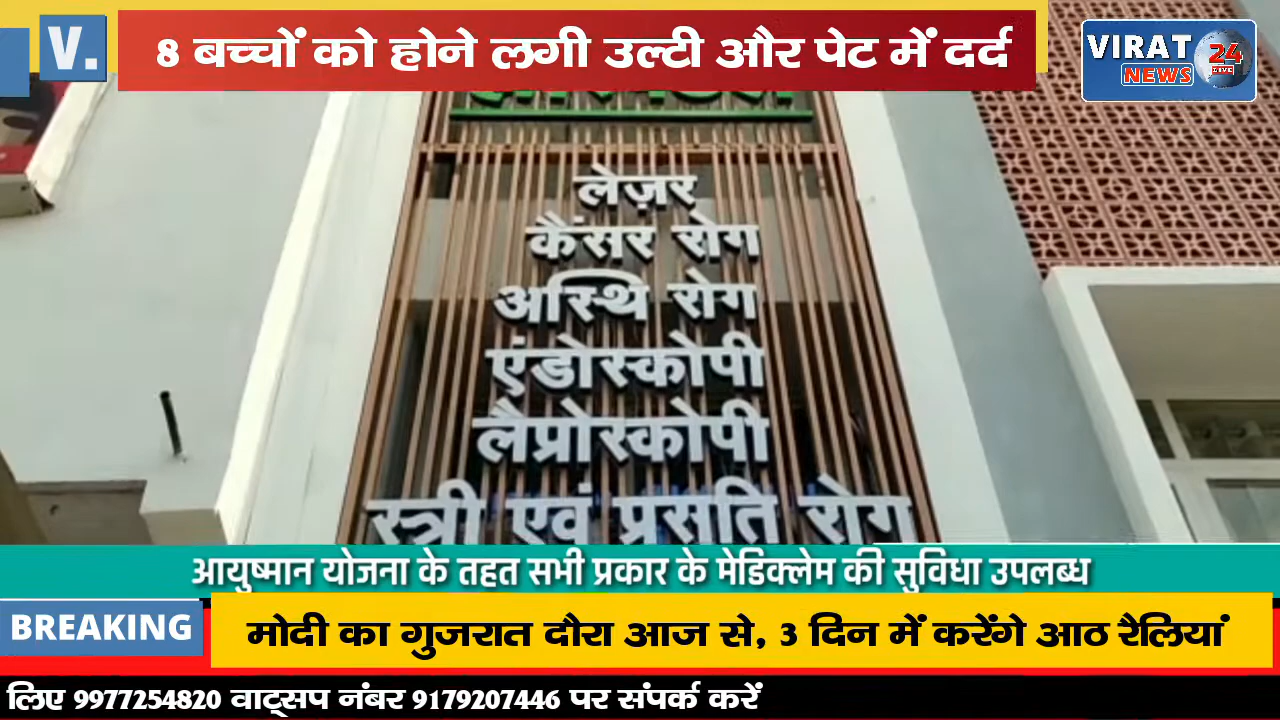 V.
8 बच्चों को होने लगी उल्टी और पेट में दर्द
VIRAT 24
NEWS LIVE
लेज़र
कैंसर रोग
अस्थि रोग
एंडोस्कोपी
लैप्रोस्कोपी
स्त्री एवं प्रसूति रोग
आयुष्मान योजना के तहत सभी प्रकार के मेडिक्लेम की सुविधा उपलब्ध
BREAKING
मोदी का गुजरात दौरा आज से, 3 दिन में करेंगे आठ रैलियां
लिए 9977254820 वाट्सप नंबर 9179207446 पर संपर्क करें